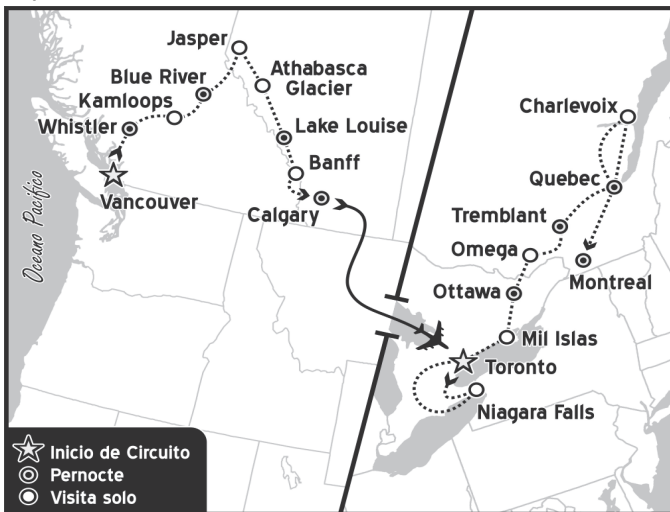 Jasper
Blue River
Athabasca
Glacier
Kamloops
Whistler
Lake Louise
Banff
Vancouver
Calgary
Oceano Pacífico
Charlevoix
Quebec
Tremblant
Omega
Montreal
Ottawa
Mil Islas
Toronto
Niagara Falls
Inicio de Circuito
Pernocte
Visita solo